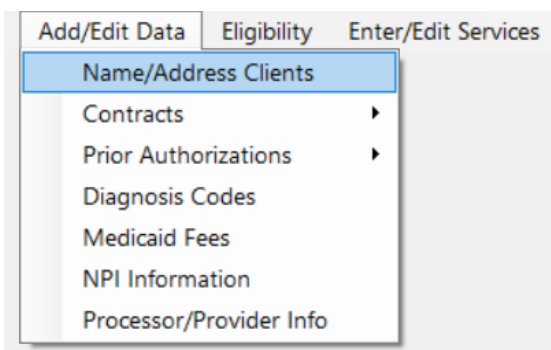 Add/Edit Data Eligibility Enter/Edit Services
Name/Address Clients
Contracts
Prior Authorizations
Diagnosis Codes
Medicaid Fees
NPI Information
Processor/Provider Info